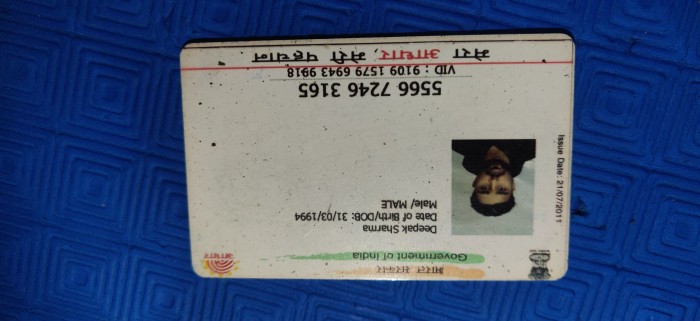 भारत सरकार
Government of India
आधार
Issue Date: 21/07/2011
Deepak Sharma
Date of Birth/DOB: 31/03/1994
Male/ MALE
5566 7246 3165
VID : 9109 1579 6943 9918
मेरा आधार, मेरी पहचान